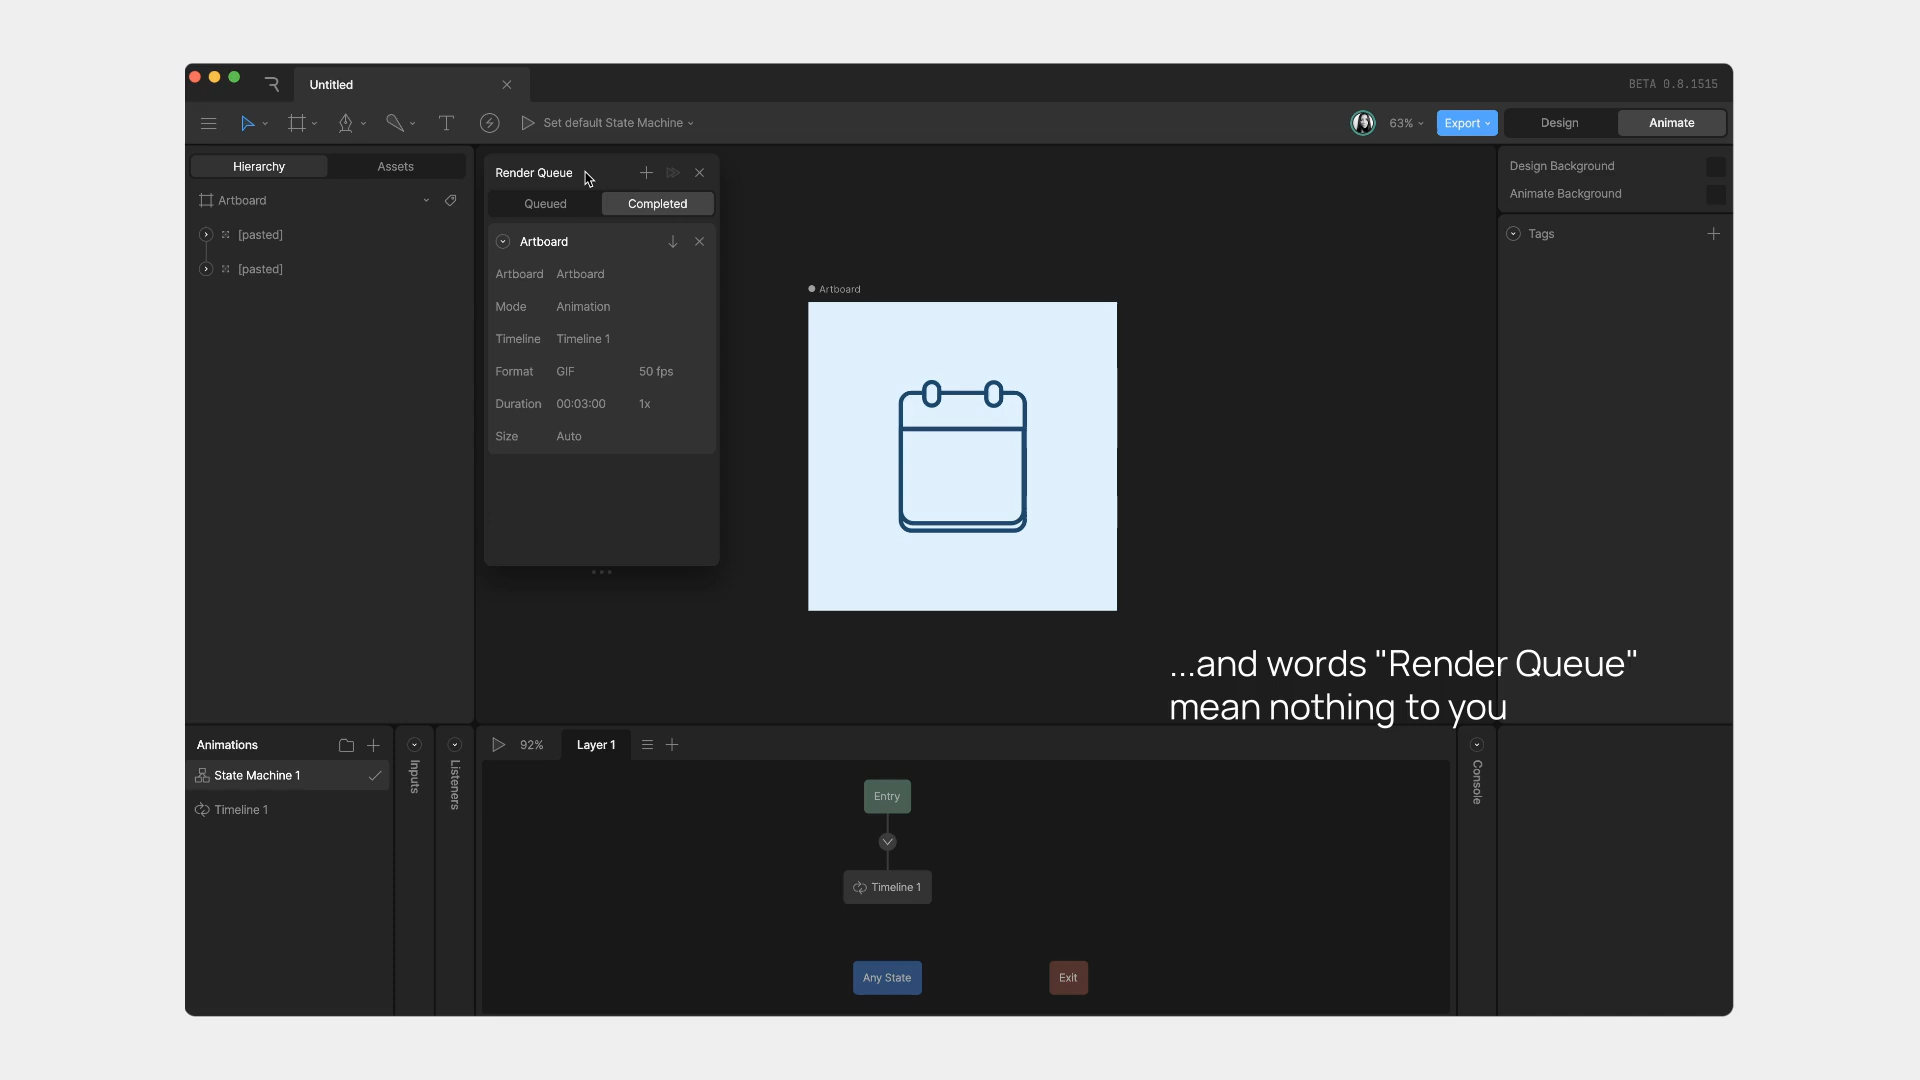 Untitled
BETA 0.8.1515
Set default State Machine
63%
Export
Design
Animate
Hierarchy
Assets
Artboard
[pasted]
[pasted]
Render Queue
Queued
Completed
Artboard
Artboard Artboard
Mode Animation
Timeline Timeline 1
Format GIF 50 fps
Duration 00:03:00 1x
Size Auto
Artboard
Design Background
Animate Background
Tags
...and words "Render Queue"
mean nothing to you
Animations
State Machine 1
Timeline 1
Inputs
Listeners
92%
Layer 1
Entry
Timeline 1
Any State
Exit
Console